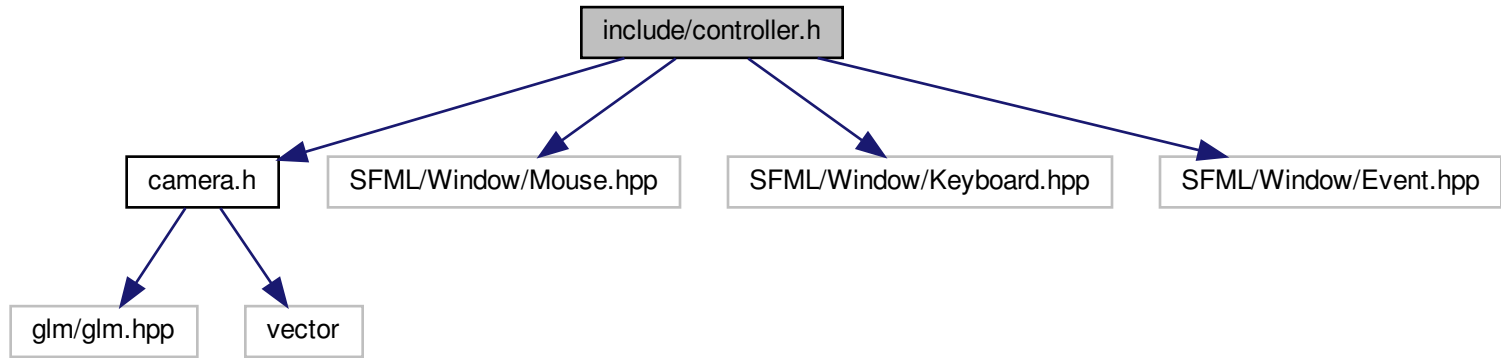 include/controller.h
camera.h
SFML/Window/Mouse.hpp
SFML/Window/Keyboard.hpp
SFML/Window/Event.hpp
glm/glm.hpp
vector